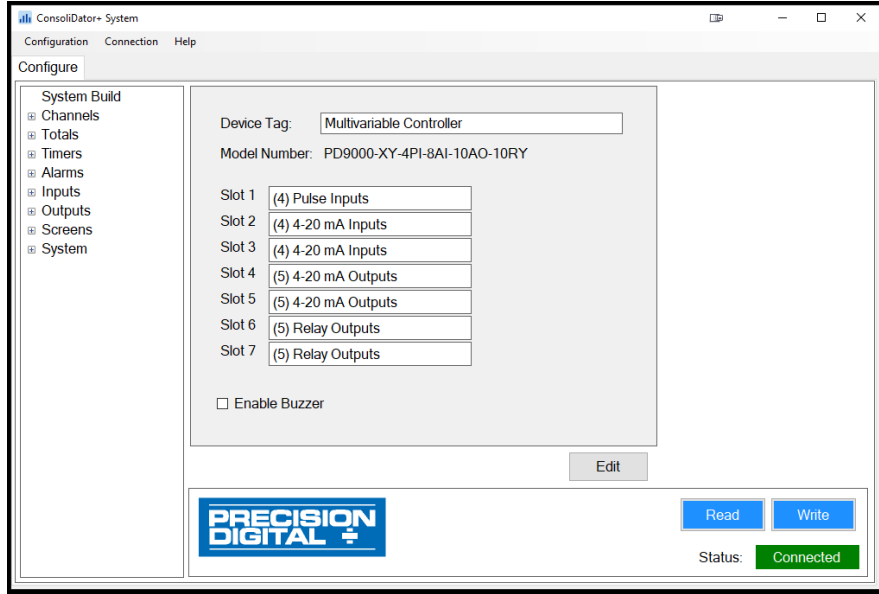 ConsoliDator+ System
Configuration Connection Help
Configure
System Build
Channels
Totals
Timers
Alarms
Inputs
Outputs
Screens
System
Device Tag: Multivariable Controller
Model Number: PD9000-XY-4PI-8AI-10AO-10RY
Slot 1 (4) Pulse Inputs
Slot 2 (4) 4-20 mA Inputs
Slot 3 (4) 4-20 mA Inputs
Slot 4 (5) 4-20 mA Outputs
Slot 5 (5) 4-20 mA Outputs
Slot 6 (5) Relay Outputs
Slot 7 (5) Relay Outputs
Enable Buzzer
Edit
PRECISION
DIGITAL
Read Write
Status: Connected